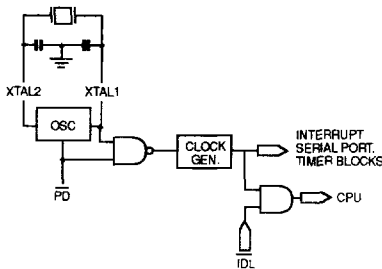 XTAL2
XTAL1
OSC
CLOCK
GEN.
INTERRUPT
SERIAL PORT.
TIMER BLOCKS
CPU
PD
IDL